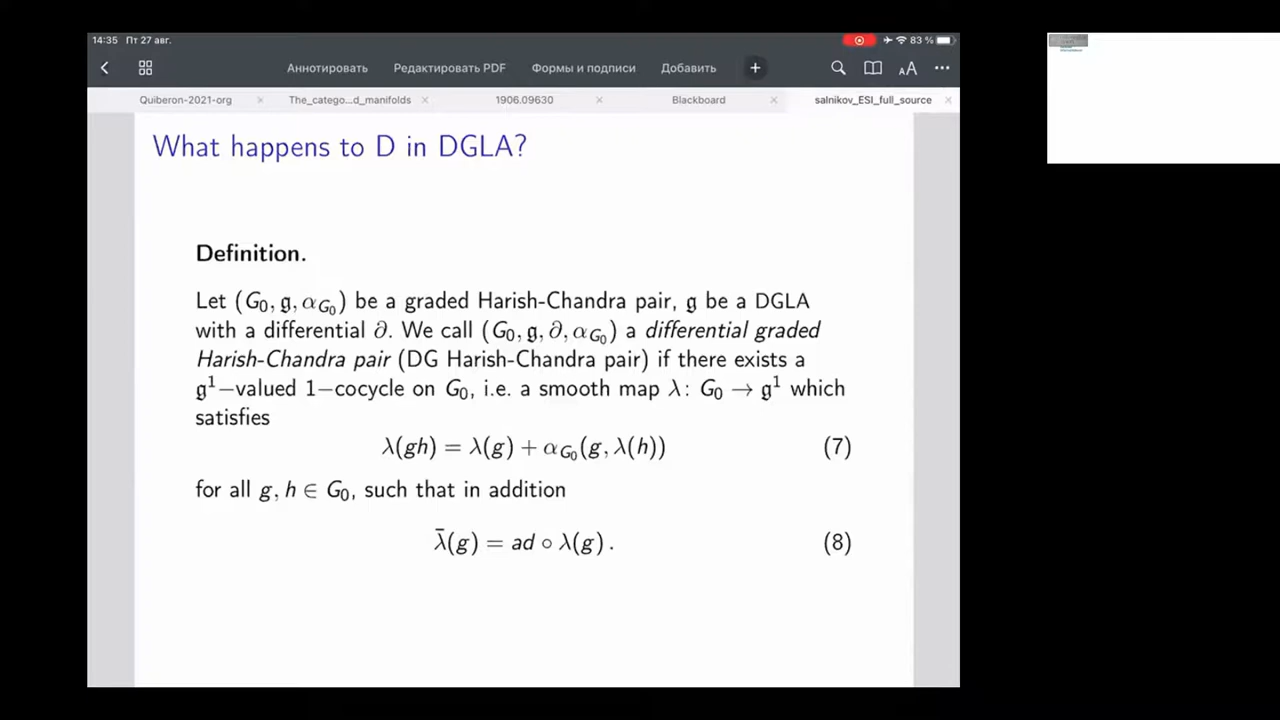 14:35 Пт 27 авг. 83 %
Аннотировать Редактировать PDF Формы и подписи Добавить + AA
Quiberon-2021-org × The_catego...d_manifolds × 1906.09630 × Blackboard × salnikov_ESI_full_source ×
What happens to D in DGLA?
Definition.
Let (G₀, 𝔤, α_{G₀}) be a graded Harish-Chandra pair, 𝔤 be a DGLA
with a differential ∂. We call (G₀, 𝔤, ∂, α_{G₀}) a differential graded
Harish-Chandra pair (DG Harish-Chandra pair) if there exists a
𝔤¹−valued 1−cocycle on G₀, i.e. a smooth map λ: G₀ → 𝔤¹ which
satisfies
λ(gh) = λ(g) + α_{G₀}(g, λ(h)) (7)
for all g, h ∈ G₀, such that in addition
λ̄(g) = ad ∘ λ(g) . (8)